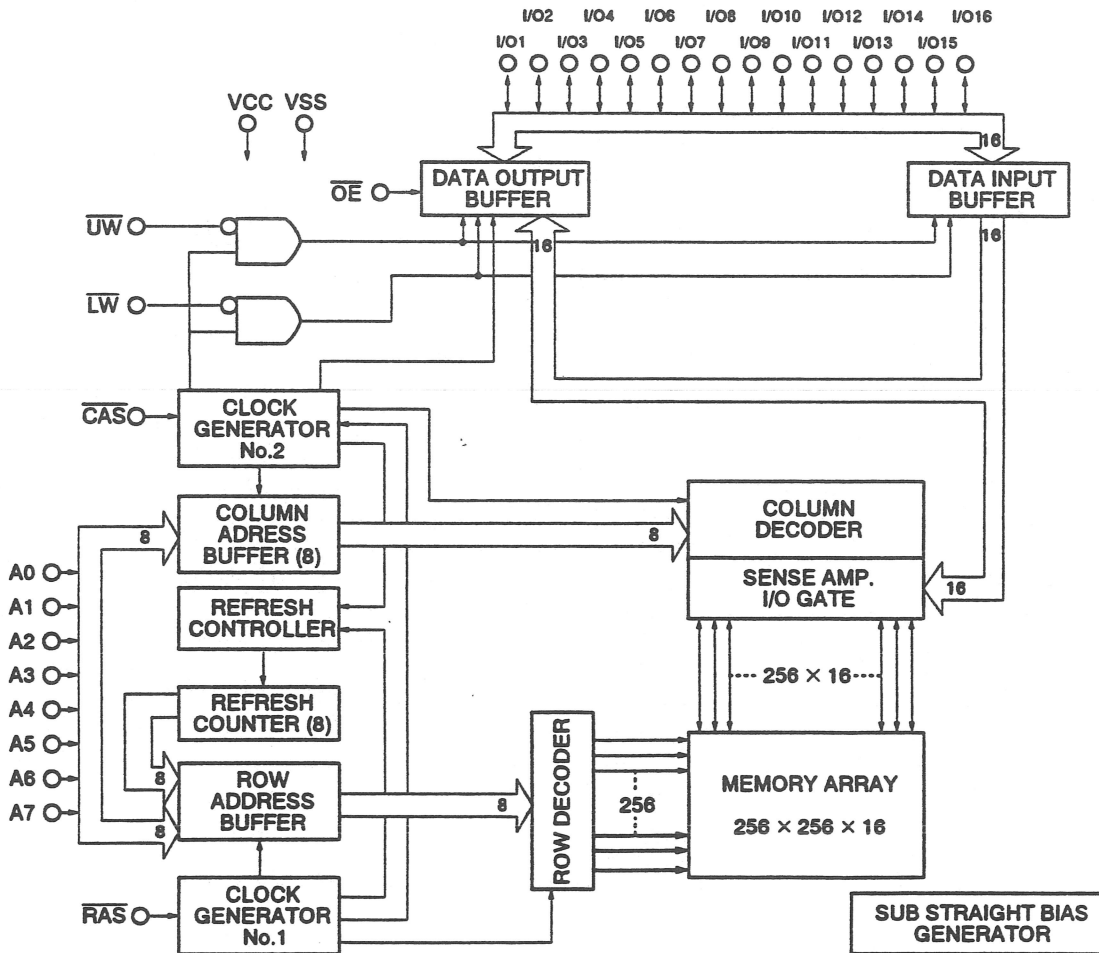 I/O2 I/O4 I/O6 I/O8 I/O10 I/O12 I/O14 I/O16
I/O1 I/O3 I/O5 I/O7 I/O9 I/O11 I/O13 I/O15
VCC VSS
16
OE
DATA OUTPUT
BUFFER
DATA INPUT
BUFFER
UW
16
16
LW
CAS
CLOCK
GENERATOR
No.2
COLUMN
ADRESS
BUFFER (8)
8
8
COLUMN
DECODER
SENSE AMP.
I/O GATE
16
A0
A1
A2
A3
A4
A5
A6
A7
REFRESH
CONTROLLER
REFRESH
COUNTER (8)
256 × 16
8
8
ROW
ADDRESS
BUFFER
8
ROW DECODER
256
MEMORY ARRAY
256 × 256 × 16
RAS
CLOCK
GENERATOR
No.1
SUB STRAIGHT BIAS
GENERATOR